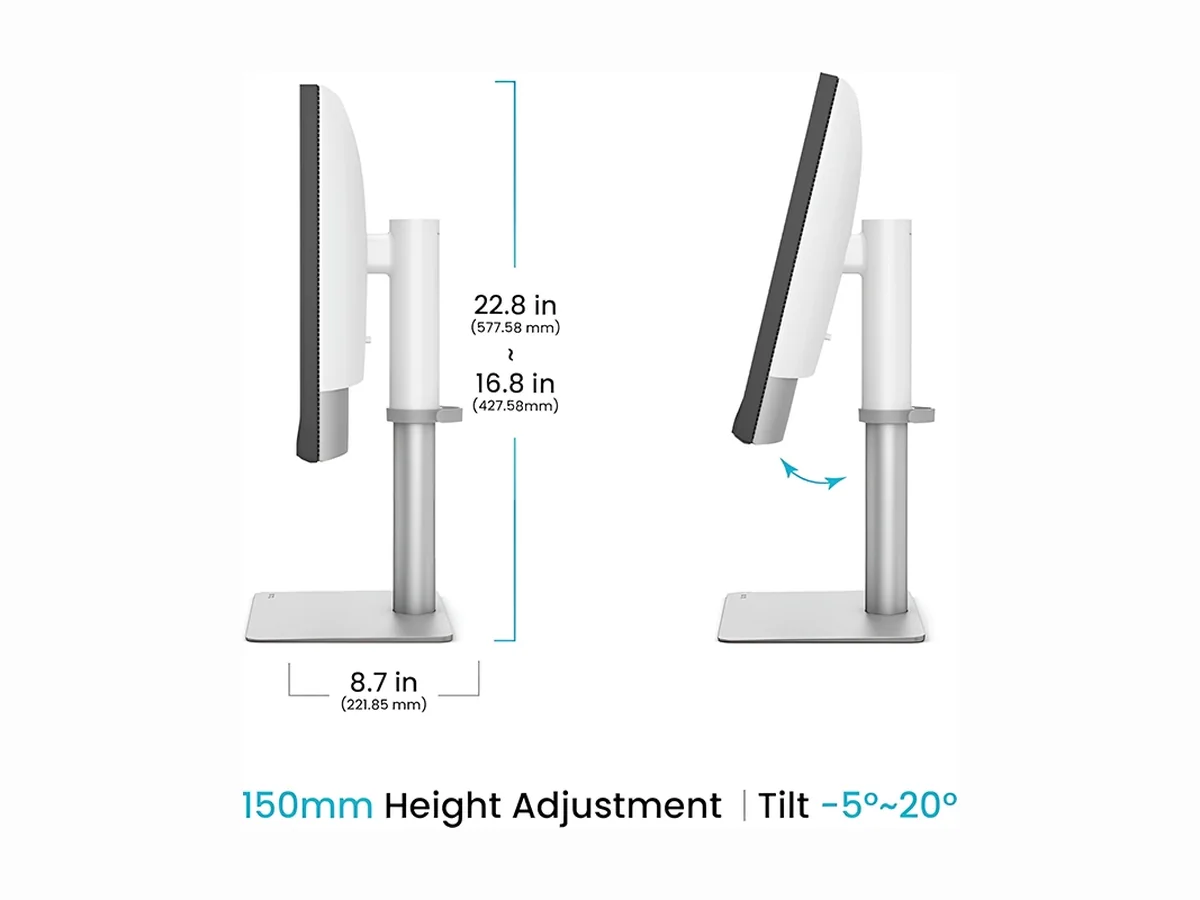 22.8 in
(577.58 mm)
~
16.8 in
(427.58mm)
8.7 in
(221.85 mm)
150mm Height Adjustment | Tilt -5°~20°